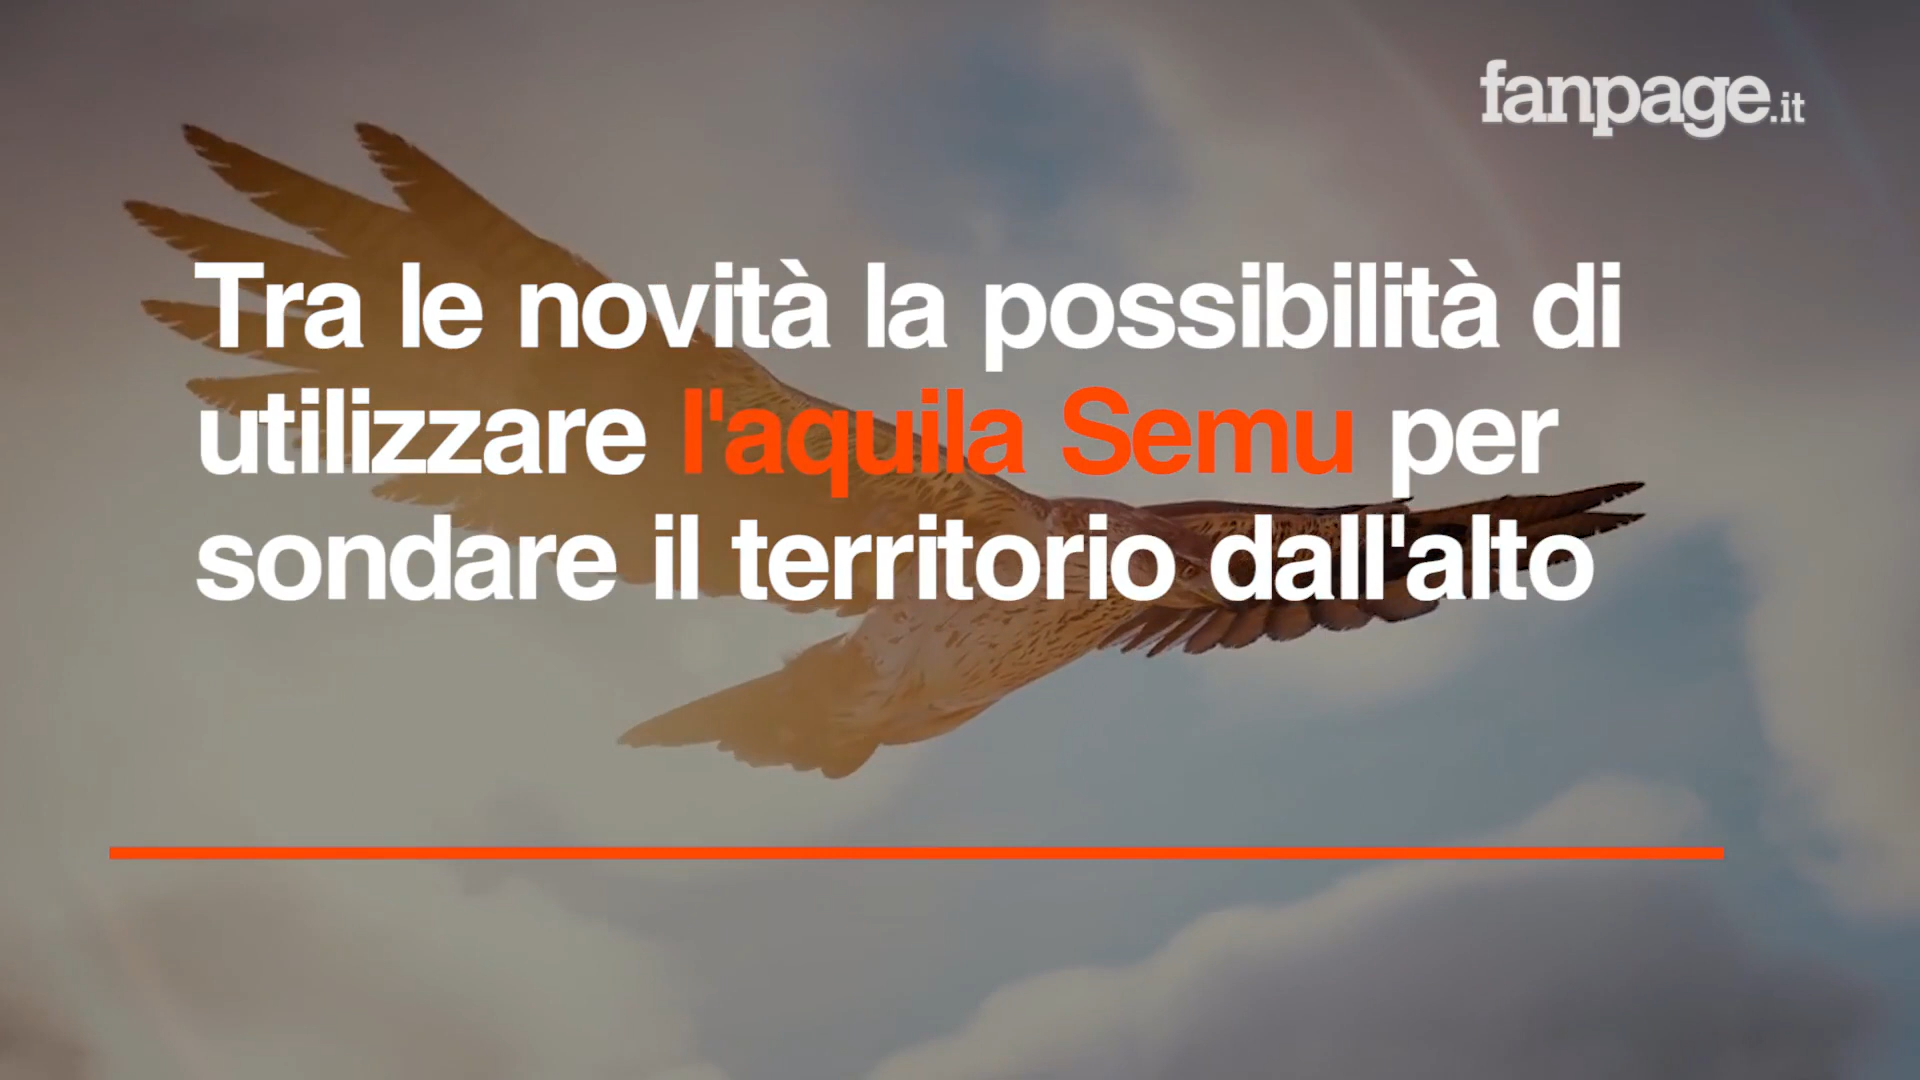 fanpage.it
Tra le novità la possibilità di
utilizzare l'aquila Semu per
sondare il territorio dall'alto